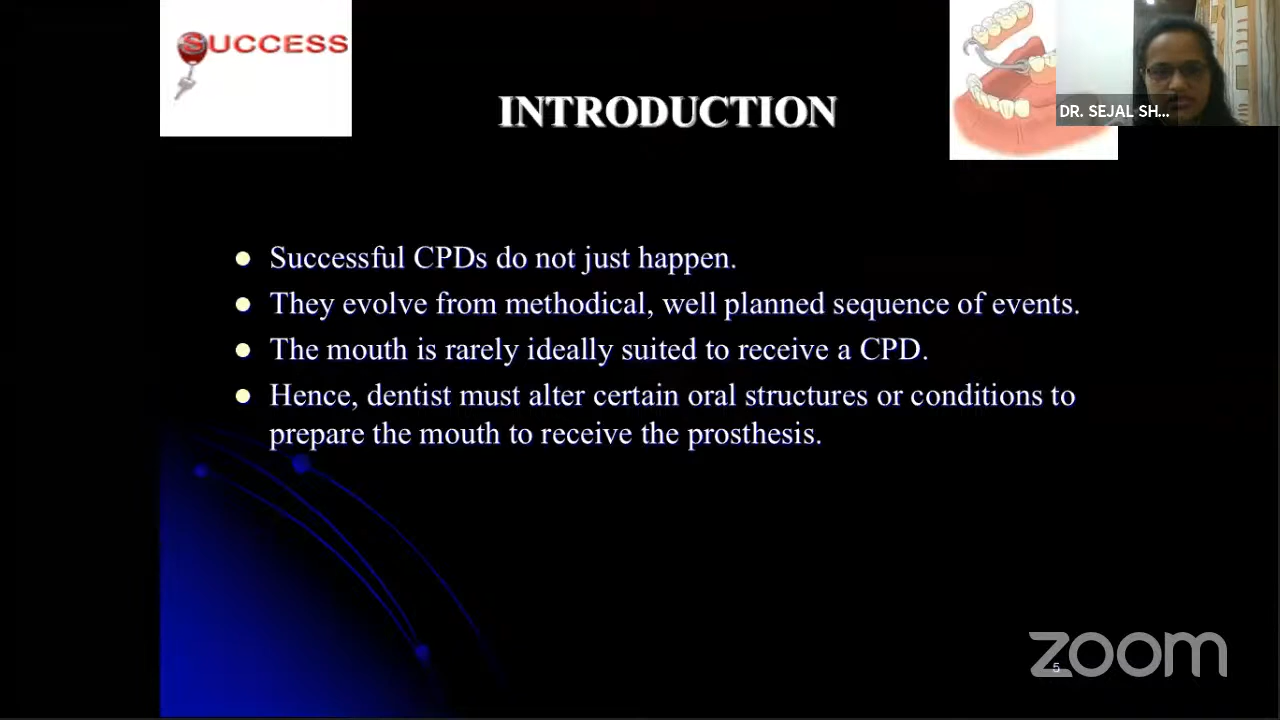 SUCCESS
INTRODUCTION
DR. SEJAL SH...
Successful CPDs do not just happen.
They evolve from methodical, well planned sequence of events.
The mouth is rarely ideally suited to receive a CPD.
Hence, dentist must alter certain oral structures or conditions to
prepare the mouth to receive the prosthesis.
zoom
5